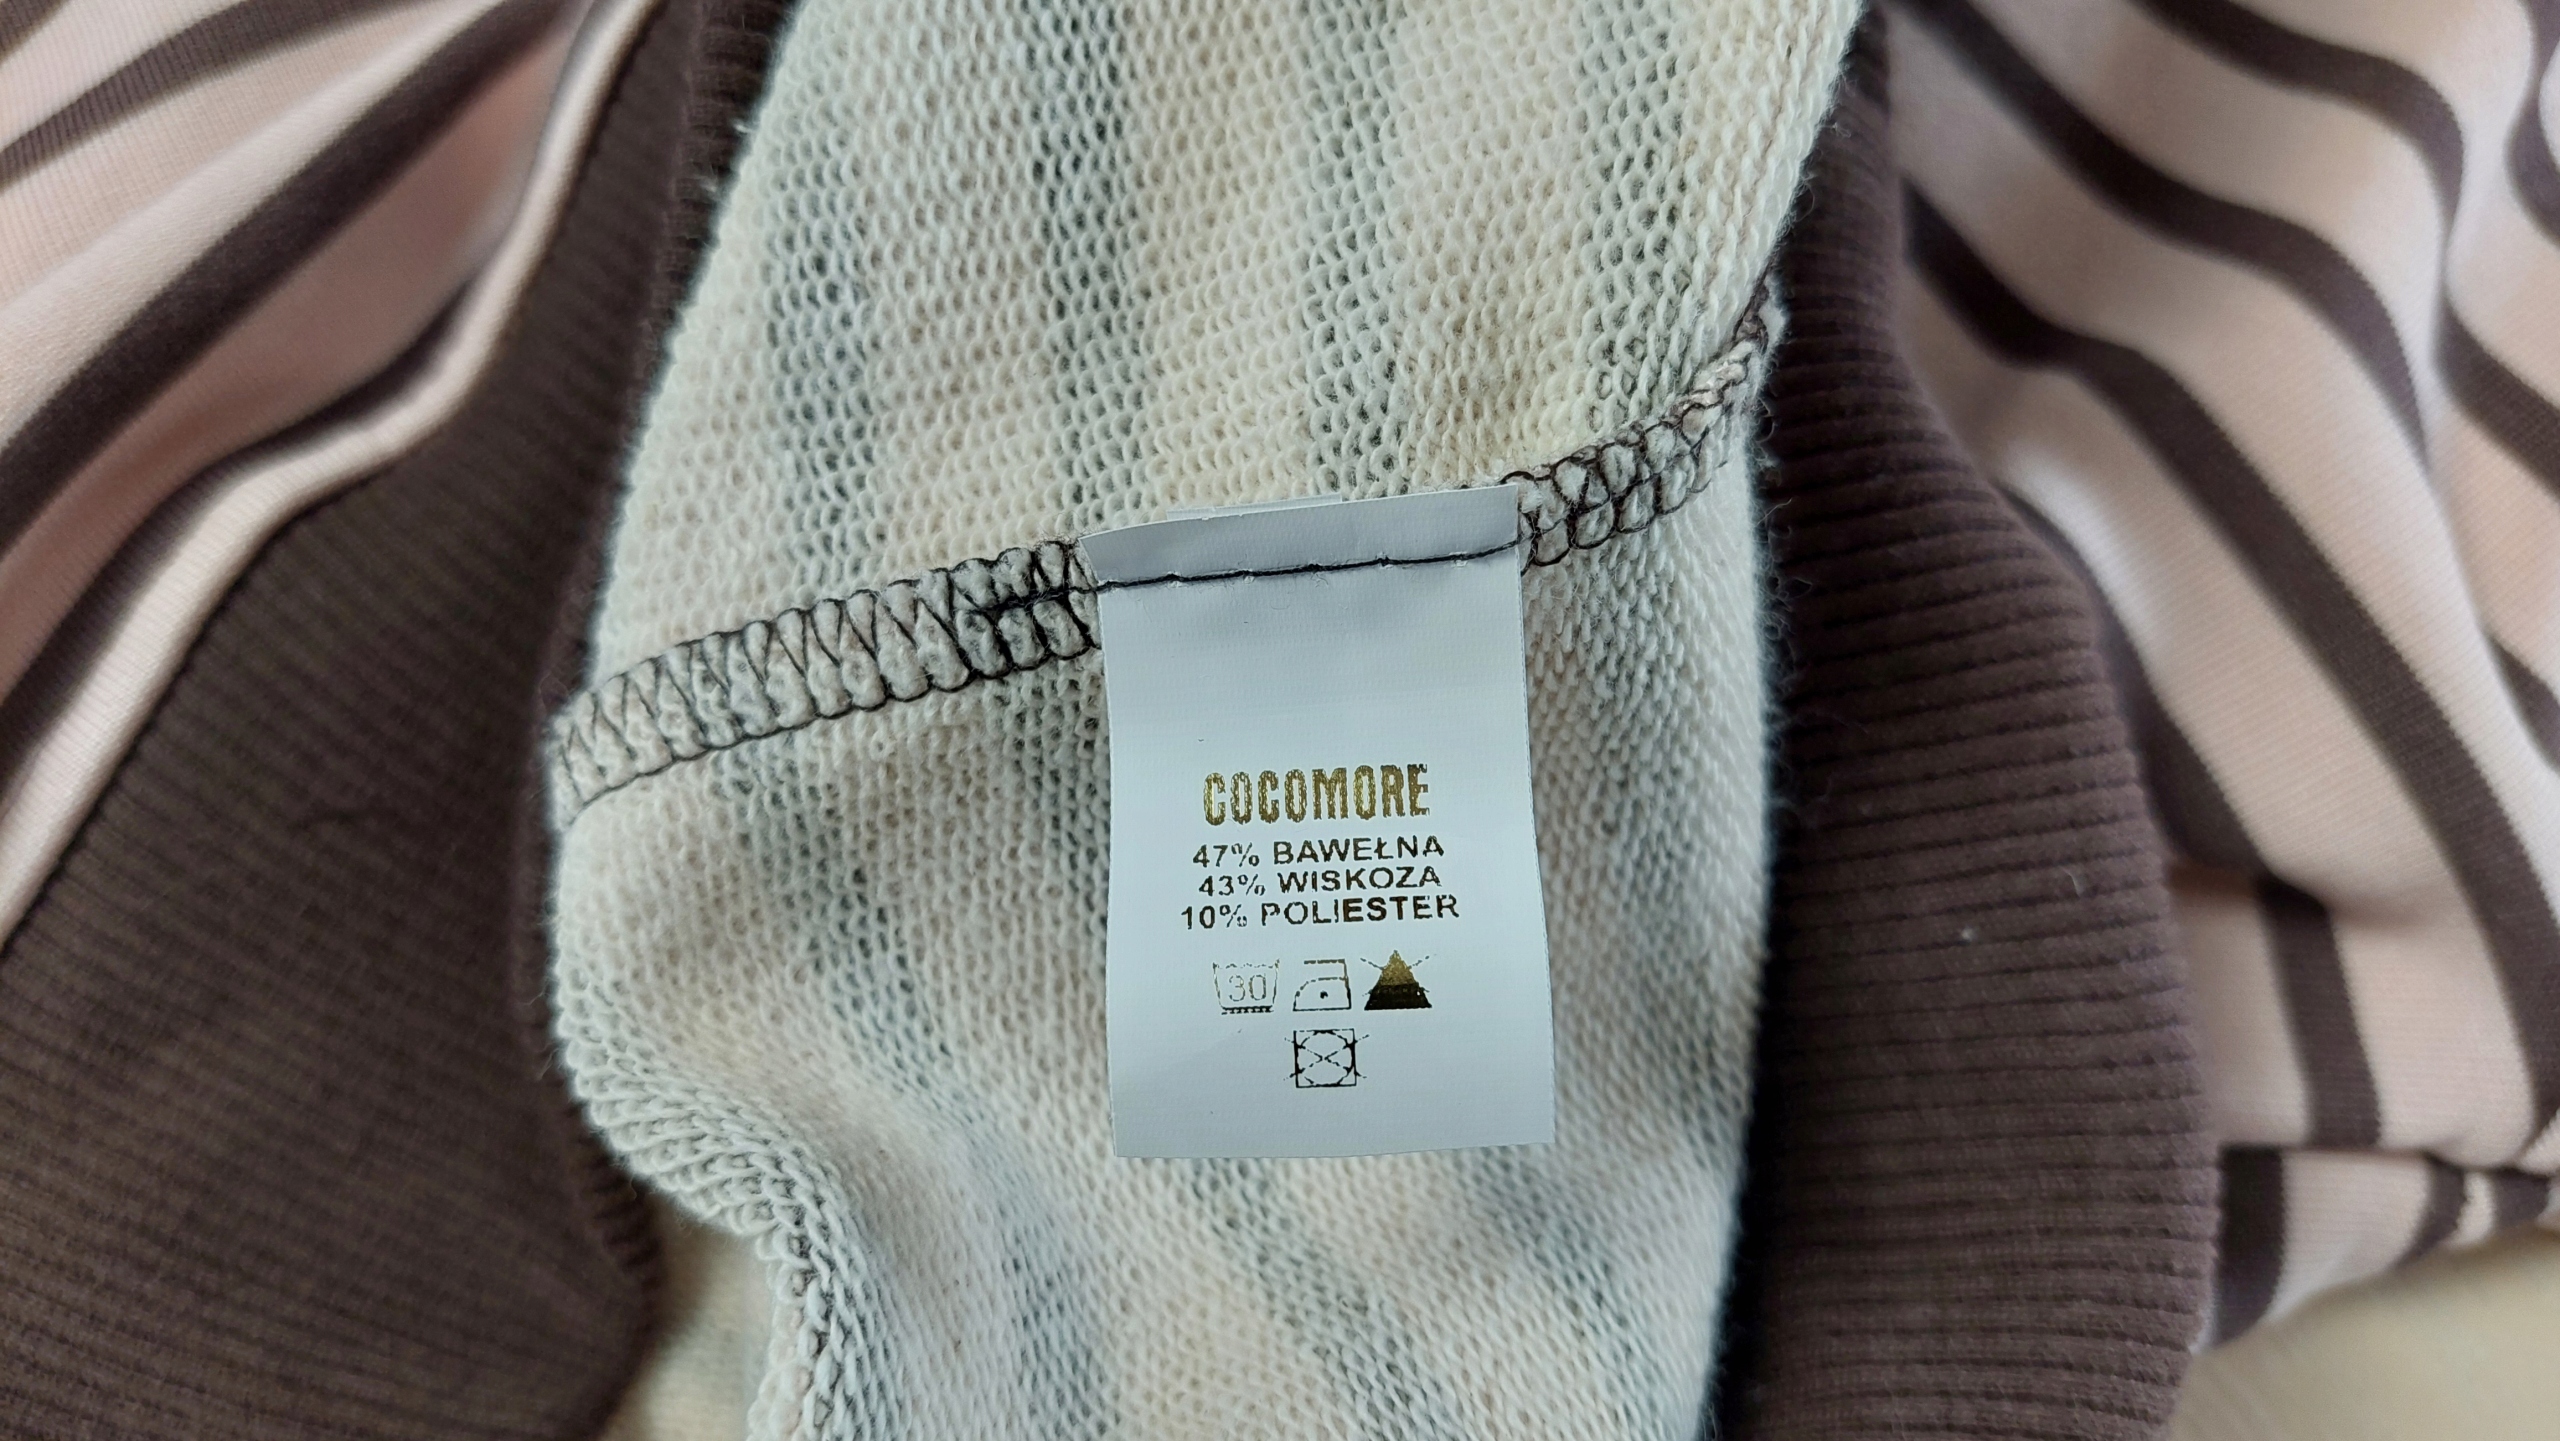 COCOMORE
47% BAWEŁNA
43% WISKOZA
10% POLIESTER
30